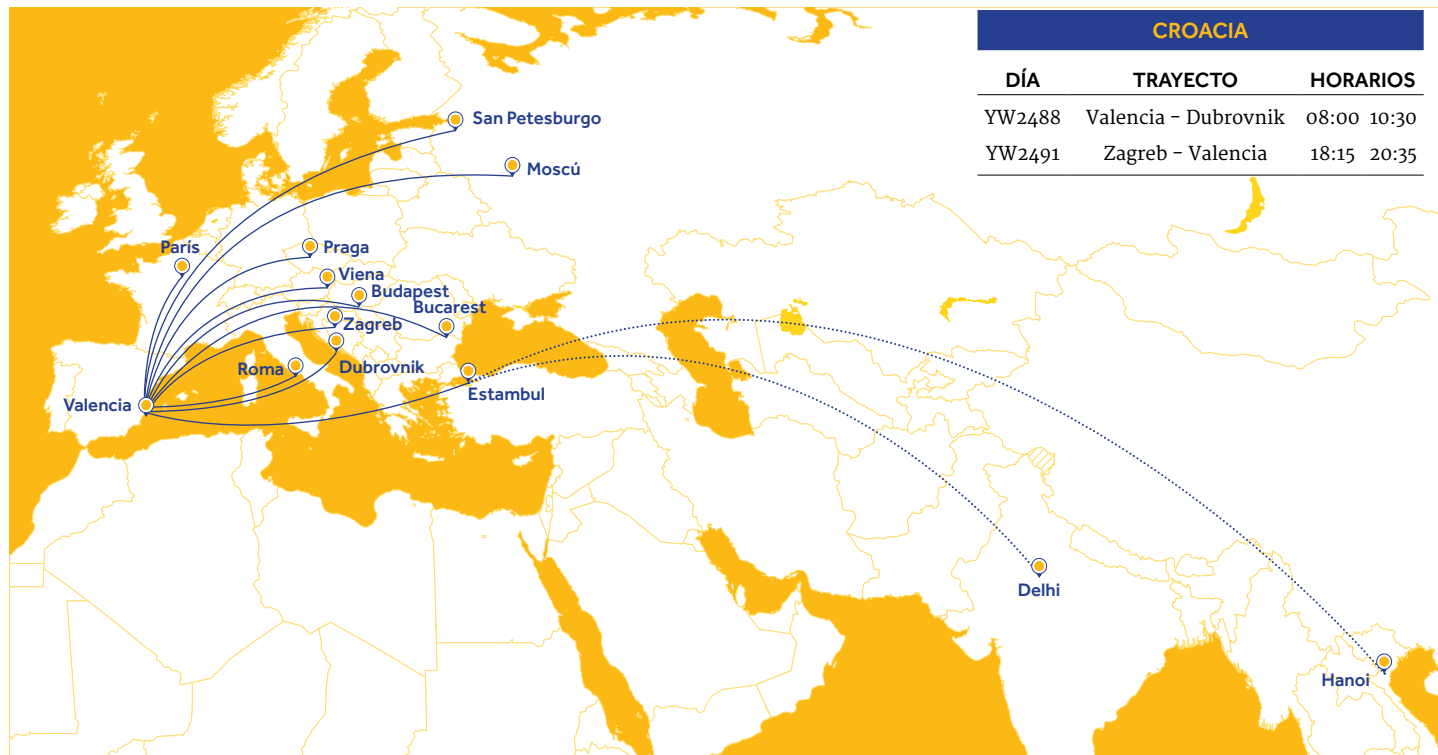 CROACIA
DÍA TRAYECTO HORARIOS
YW2488 Valencia – Dubrovnik 08:00 10:30
YW2491 Zagreb – Valencia 18:15 20:35
San Petesburgo
Moscú
París
Praga
Viena
Budapest
Bucarest
Zagreb
Dubrovnik
Roma
Estambul
Valencia
Delhi
Hanoi